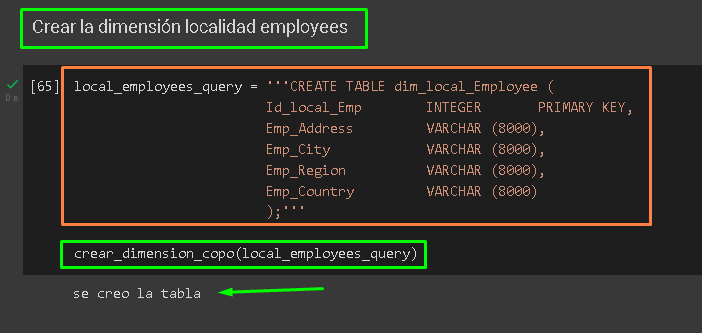 Crear la dimensión localidad employees
[65] local_employees_query = '''CREATE TABLE dim_local_Employee (
Id_local_Emp INTEGER PRIMARY KEY,
Emp_Address VARCHAR (8000),
Emp_City VARCHAR (8000),
Emp_Region VARCHAR (8000),
Emp_Country VARCHAR (8000)
);'''
0s
crear_dimension_copo(local_employees_query)
se creo la tabla